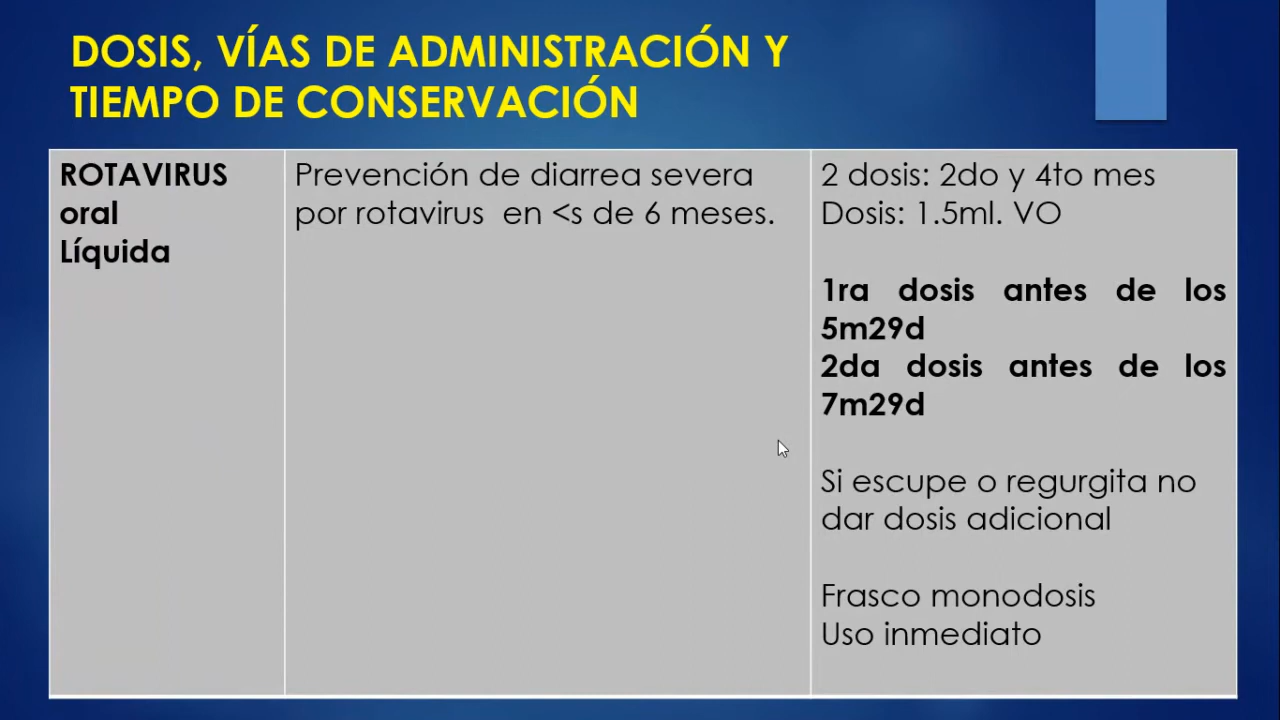 DOSIS, VÍAS DE ADMINISTRACIÓN Y
TIEMPO DE CONSERVACIÓN
ROTAVIRUS
oral
Líquida
Prevención de diarrea severa
por rotavirus en <s de 6 meses.
2 dosis: 2do y 4to mes
Dosis: 1.5ml. VO
1ra dosis antes de los
5m29d
2da dosis antes de los
7m29d
Si escupe o regurgita no
dar dosis adicional
Frasco monodosis
Uso inmediato